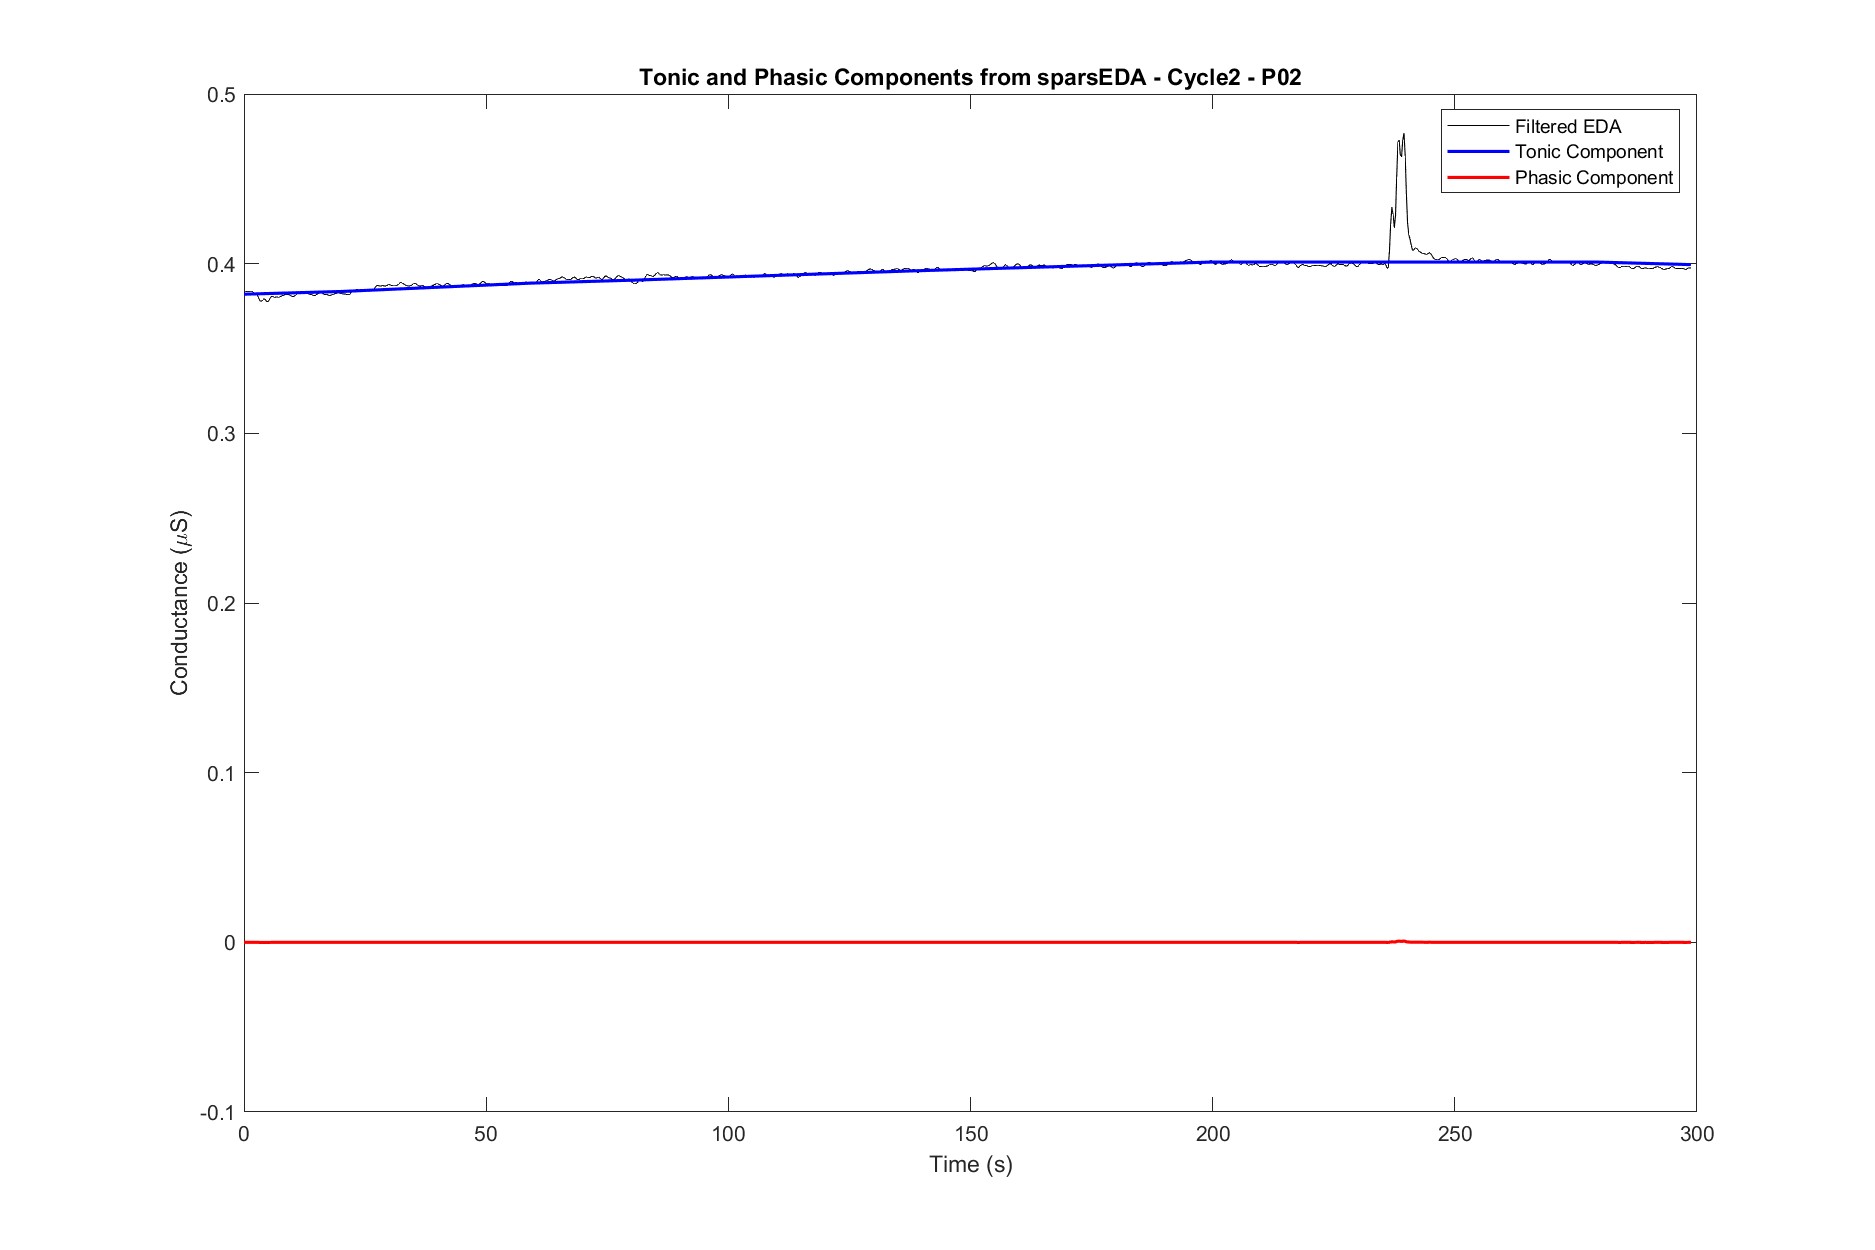 Tonic and Phasic Components from sparsEDA - Cycle2 - P02
Filtered EDA
Tonic Component
Phasic Component
0.5
0.4
0.3
0.2
0.1
0
-0.1
Conductance (μS)
0 50 100 150 200 250 300
Time (s)